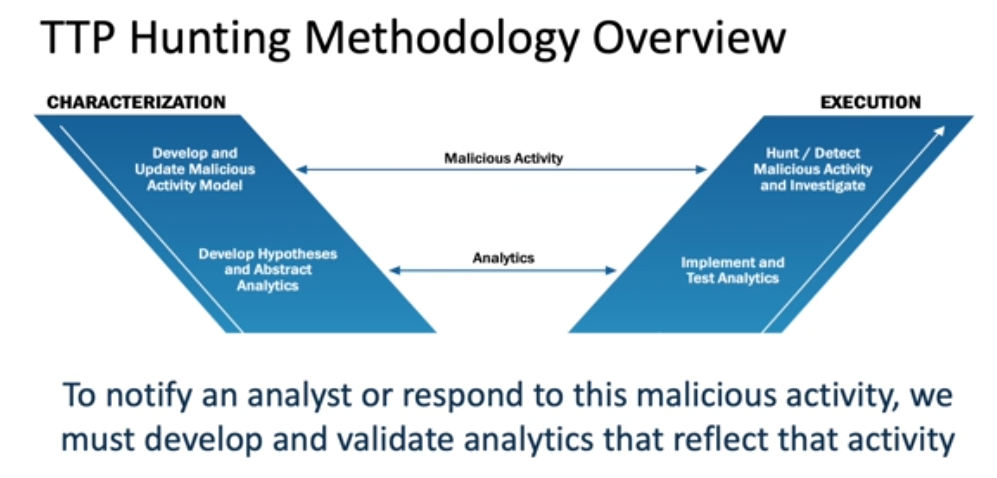 TTP Hunting Methodology Overview
CHARACTERIZATION
EXECUTION
Develop and
Update Malicious
Activity Model
Malicious Activity
Hunt / Detect
Malicious Activity
and Investigate
Develop Hypotheses
and Abstract
Analytics
Analytics
Implement and
Test Analytics
To notify an analyst or respond to this malicious activity, we
must develop and validate analytics that reflect that activity